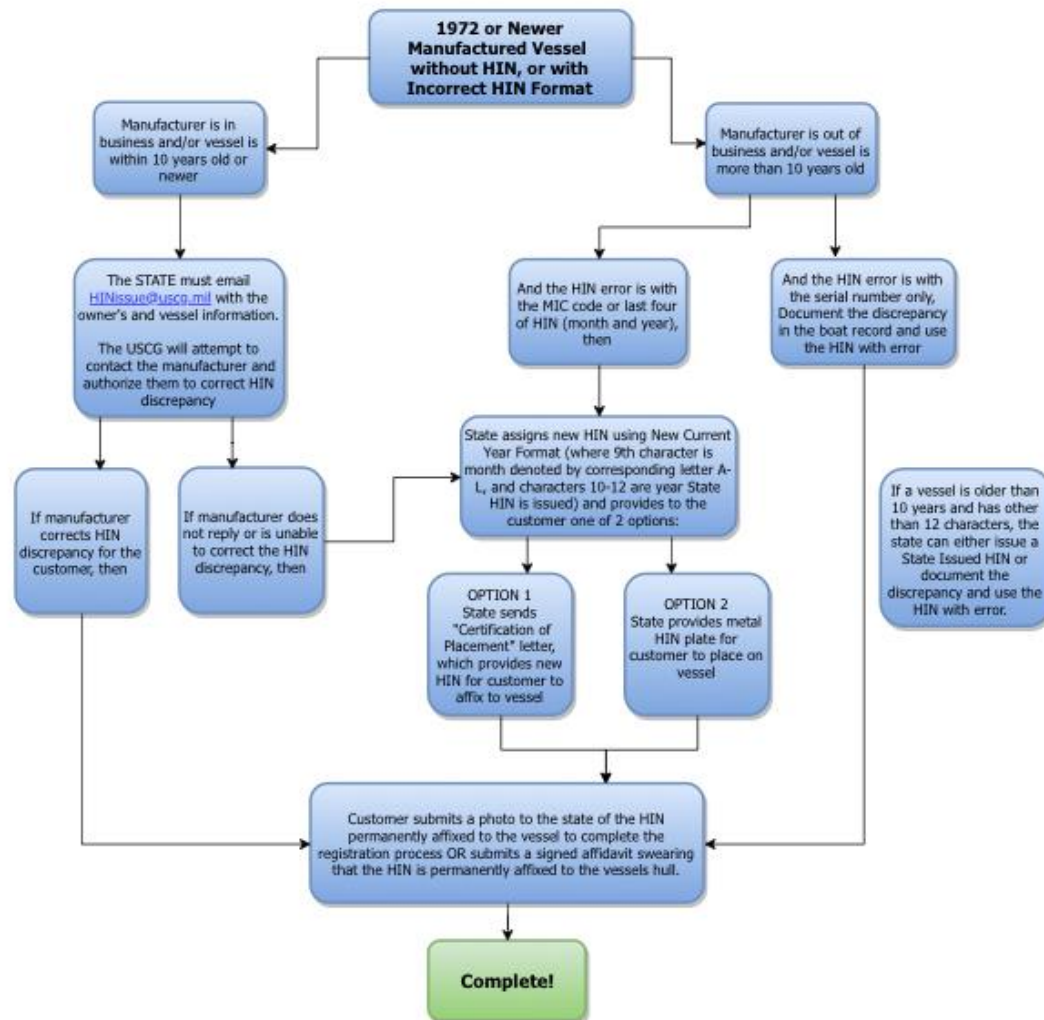 1972 or Newer
Manufactured Vessel
without HIN, or with
Incorrect HIN Format
Manufacturer is in
business and/or vessel is
within 10 years old or
newer
Manufacturer is out of
business and/or vessel is
more than 10 years old
The STATE must email
HINissue@uscg.mil with the
owner's and vessel information.
The USCG will attempt to
contact the manufacturer and
authorize them to correct HIN
discrepancy
And the HIN error is with
the MIC code or last four
of HIN (month and year),
then
And the HIN error is with
the serial number only,
Document the discrepancy
in the boat record and use
the HIN with error
If manufacturer
corrects HIN
discrepancy for the
customer, then
If manufacturer does
not reply or is unable
to correct the HIN
discrepancy, then
State assigns new HIN using New Current
Year Format (where 9th character is
month denoted by corresponding letter A-
L, and characters 10-12 are year State
HIN is issued) and provides to the
customer one of 2 options:
If a vessel is older than
10 years and has other
than 12 characters, the
state can either issue a
State Issued HIN or
document the
discrepancy and use the
HIN with error.
OPTION 1
State sends
"Certification of
Placement" letter,
which provides new
HIN for customer to
affix to vessel
OPTION 2
State provides metal
HIN plate for
customer to place on
vessel
Customer submits a photo to the state of the HIN
permanently affixed to the vessel to complete the
registration process OR submits a signed affidavit swearing
that the HIN is permanently affixed to the vessels hull.
Complete!